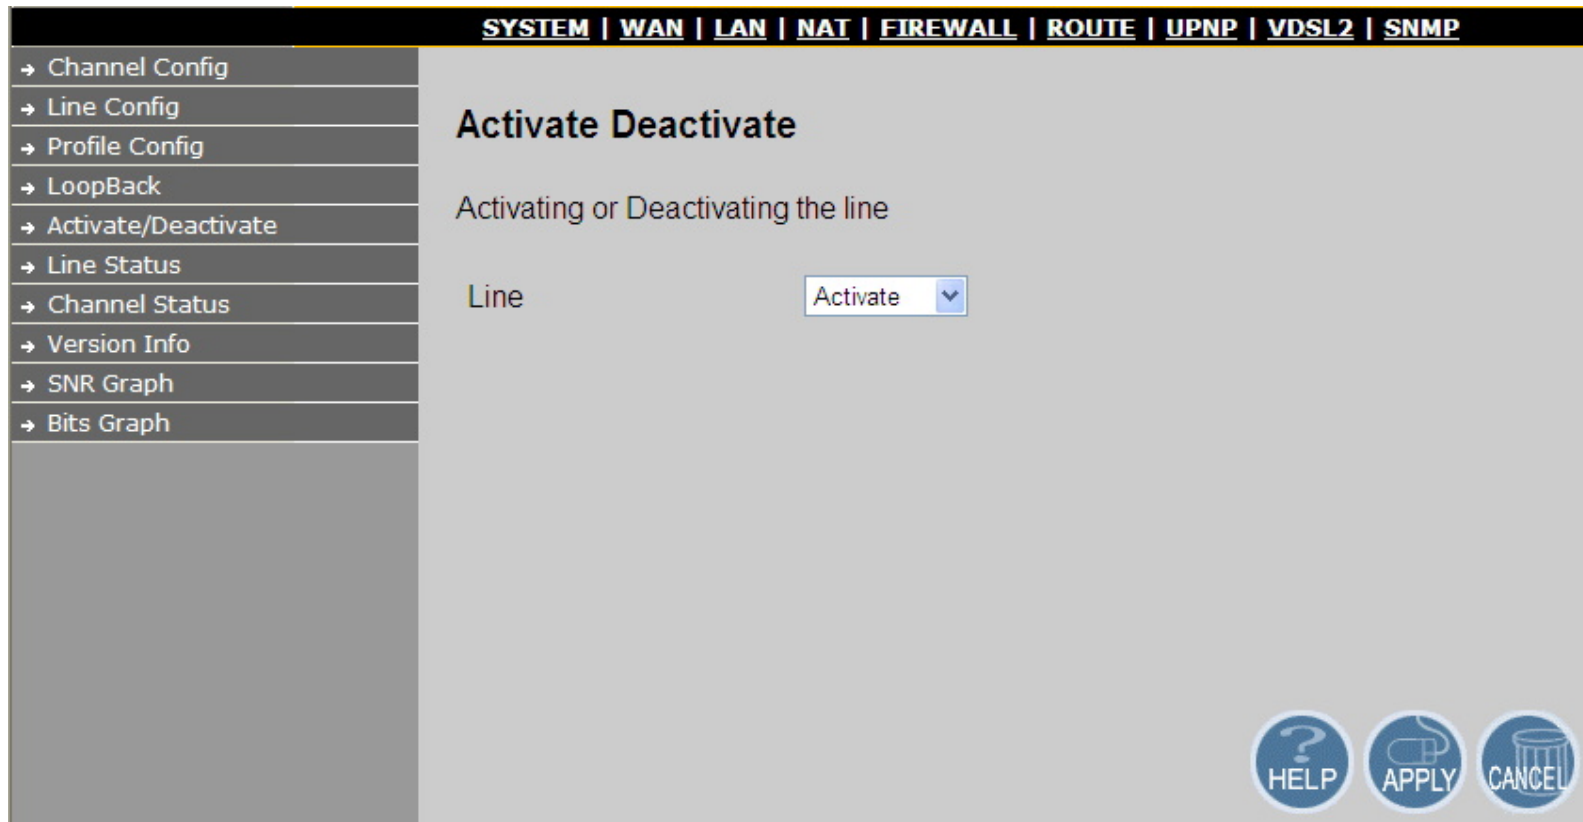 SYSTEM | WAN | LAN | NAT | FIREWALL | ROUTE | UPNP | VDSL2 | SNMP
Channel Config
Line Config
Profile Config
LoopBack
Activate/Deactivate
Line Status
Channel Status
Version Info
SNR Graph
Bits Graph
Activate Deactivate
Activating or Deactivating the line
Line Activate
HELP APPLY CANCEL